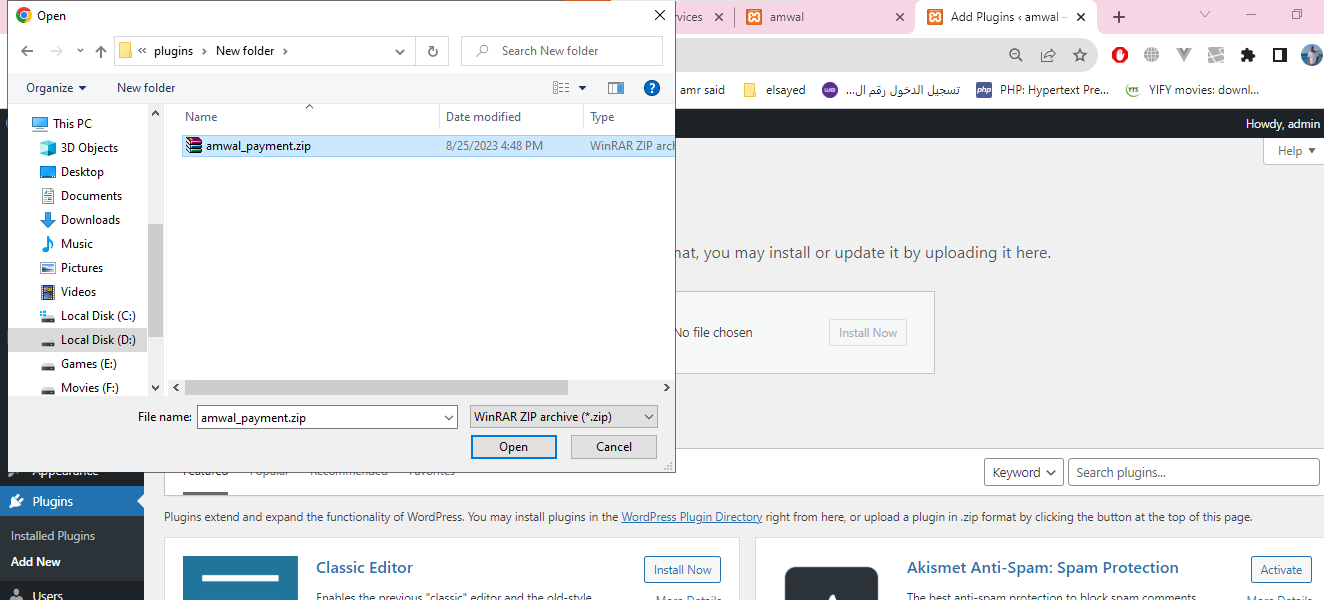 Open
rvices
amwal
Add Plugins ‹ amwal –
plugins
New folder
Search New folder
Organize
New folder
amr said
elsayed
تسجيل الدخول رقم ال...
PHP: Hypertext Pre...
YIFY movies: downl...
Howdy, admin
Help
This PC
3D Objects
Desktop
Documents
Downloads
Music
Pictures
Videos
Local Disk (C:)
Local Disk (D:)
Games (E:)
Movies (F:)
Name
Date modified
Type
amwal_payment.zip
8/25/2023 4:48 PM
WinRAR ZIP arch
hat, you may install or update it by uploading it here.
No file chosen
Install Now
File name:
amwal_payment.zip
WinRAR ZIP archive (*.zip)
Open
Cancel
Appearance
Featured
Popular
Recommended
Favorites
Keyword
Search plugins...
Plugins
Installed Plugins
Add New
Users
Plugins extend and expand the functionality of WordPress. You may install plugins in the WordPress Plugin Directory right from here, or upload a plugin in .zip format by clicking the button at the top of this page.
Classic Editor
Install Now
Enables the previous "classic" editor and the old-style
More Details
Akismet Anti-Spam: Spam Protection
Activate
The best anti-spam protection to block spam comments
More Details